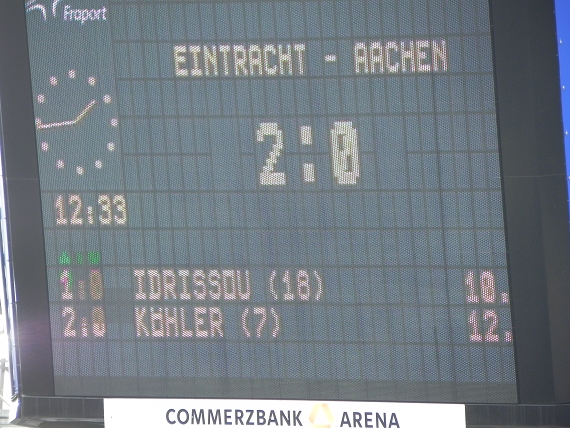 Fraport
EINTRACHT - AACHEN
2:0
12:33
1:0 IDRISSOU (18) 10.
2:0 KÖHLER (7) 12.
COMMERZBANK ARENA